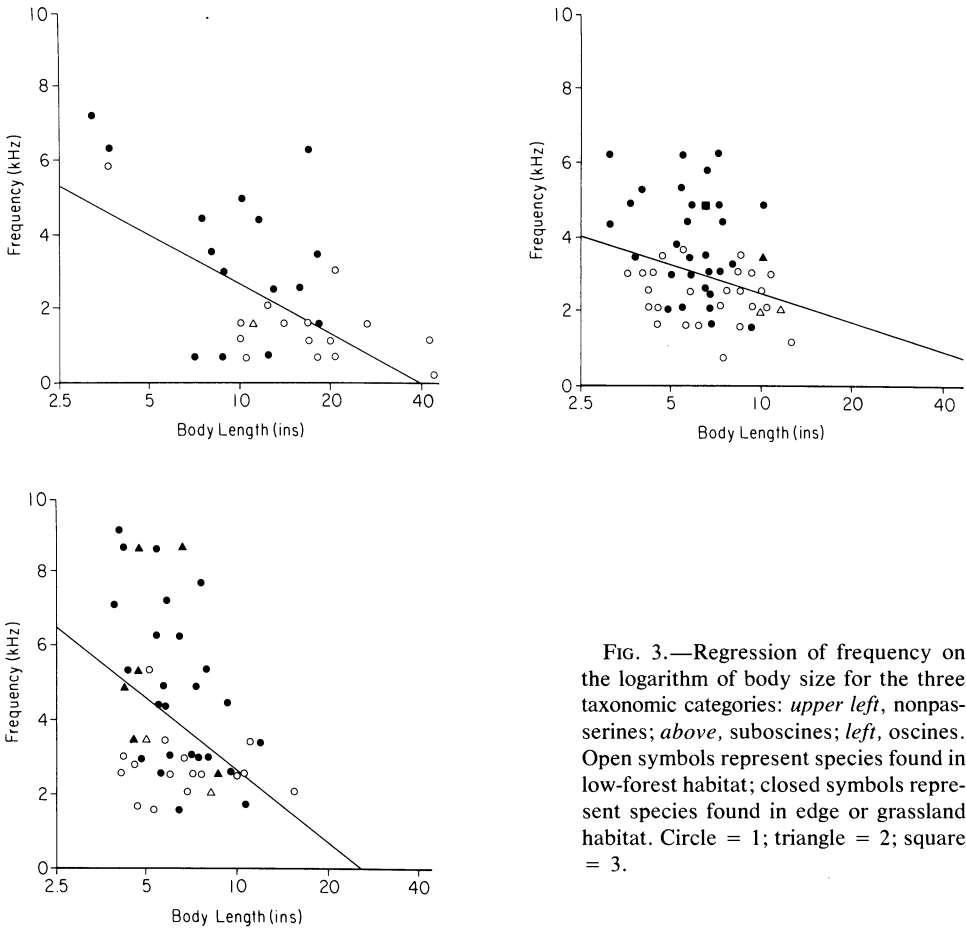 10
8
6
4
2
0
Frequency (kHz)
2.5 5 10 20 40
Body Length (ins)
10
8
6
4
2
0
Frequency (kHz)
2.5 5 10 20 40
Body Length (ins)
10
8
6
4
2
0
Frequency (kHz)
2.5 5 10 20 40
Body Length (ins)
FIG. 3.—Regression of frequency on
the logarithm of body size for the three
taxonomic categories: upper left, nonpas-
serines; above, suboscines; left, oscines.
Open symbols represent species found in
low-forest habitat; closed symbols repre-
sent species found in edge or grassland
habitat. Circle = 1; triangle = 2; square
= 3.